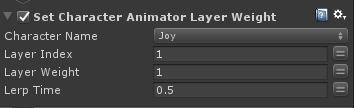 Set Character Animator Layer Weight
Character Name Joy
Layer Index 1
Layer Weight 1
Lerp Time 0.5